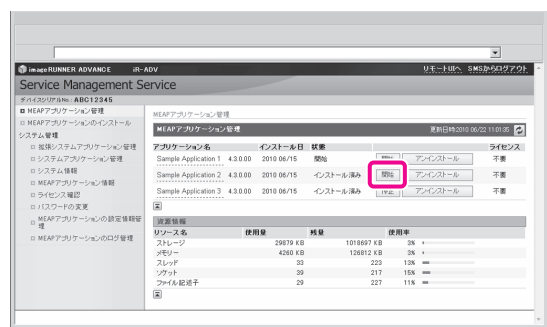 imageRUNNER ADVANCE iR-ADV リモートUIへ SMSからログアウト
Service Management Service
デバイスシリアルNo.: ABC12345
MEAPアプリケーション管理
MEAPアプリケーションのインストール
システム管理
拡張システムアプリケーション管理
システムアプリケーション管理
システム情報
MEAPアプリケーション情報
ライセンス確認
パスワードの変更
MEAPアプリケーションの設定情報管理
MEAPアプリケーションのログ管理
MEAPアプリケーション管理
MEAPアプリケーション管理 更新日時:2010 06/22 11:01:35
アプリケーション名 インストール日 状態 ライセンス
Sample Application 1 4.3.0.00 2010 06/15 開始 アンインストール 不要
Sample Application 2 4.3.0.00 2010 06/15 インストール済み 開始 アンインストール 不要
Sample Application 3 4.3.0.00 2010 06/15 インストール済み アンインストール 不要
資源情報
リソース名 使用量 残量 使用率
ストレージ 29879 KB 1018697 KB 3%
メモリー 4260 KB 126812 KB 3%
スレッド 33 223 13%
ソケット 39 217 15%
ファイル記述子 29 227 11%